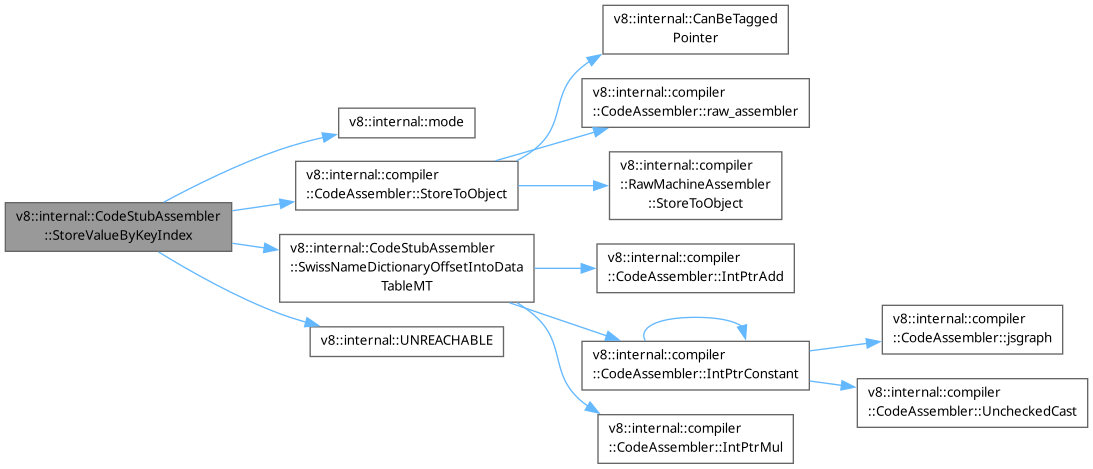 v8::internal::CodeStubAssembler
::StoreValueByKeyIndex
v8::internal::mode
v8::internal::compiler
::CodeAssembler::StoreToObject
v8::internal::CodeStubAssembler
::SwissNameDictionaryOffsetIntoData
TableMT
v8::internal::UNREACHABLE
v8::internal::CanBeTagged
Pointer
v8::internal::compiler
::CodeAssembler::raw_assembler
v8::internal::compiler
::RawMachineAssembler
::StoreToObject
v8::internal::compiler
::CodeAssembler::IntPtrAdd
v8::internal::compiler
::CodeAssembler::IntPtrConstant
v8::internal::compiler
::CodeAssembler::IntPtrMul
v8::internal::compiler
::CodeAssembler::jsgraph
v8::internal::compiler
::CodeAssembler::UncheckedCast